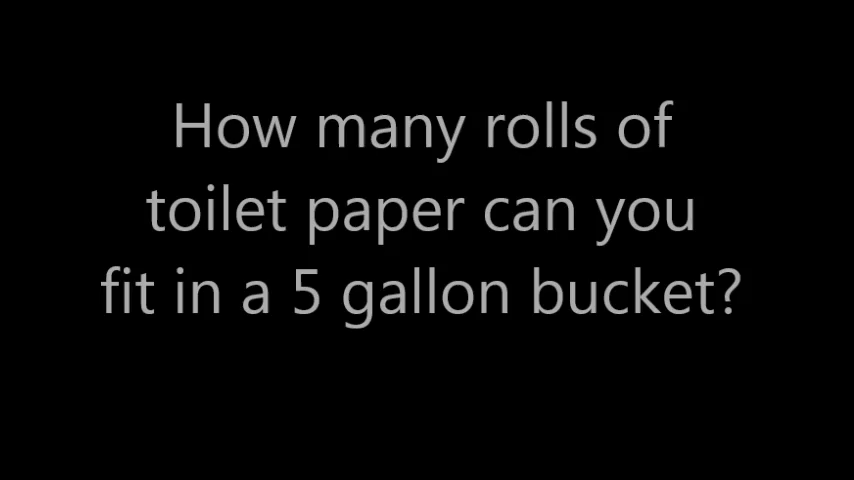 How many rolls of
toilet paper can you
fit in a 5 gallon bucket?